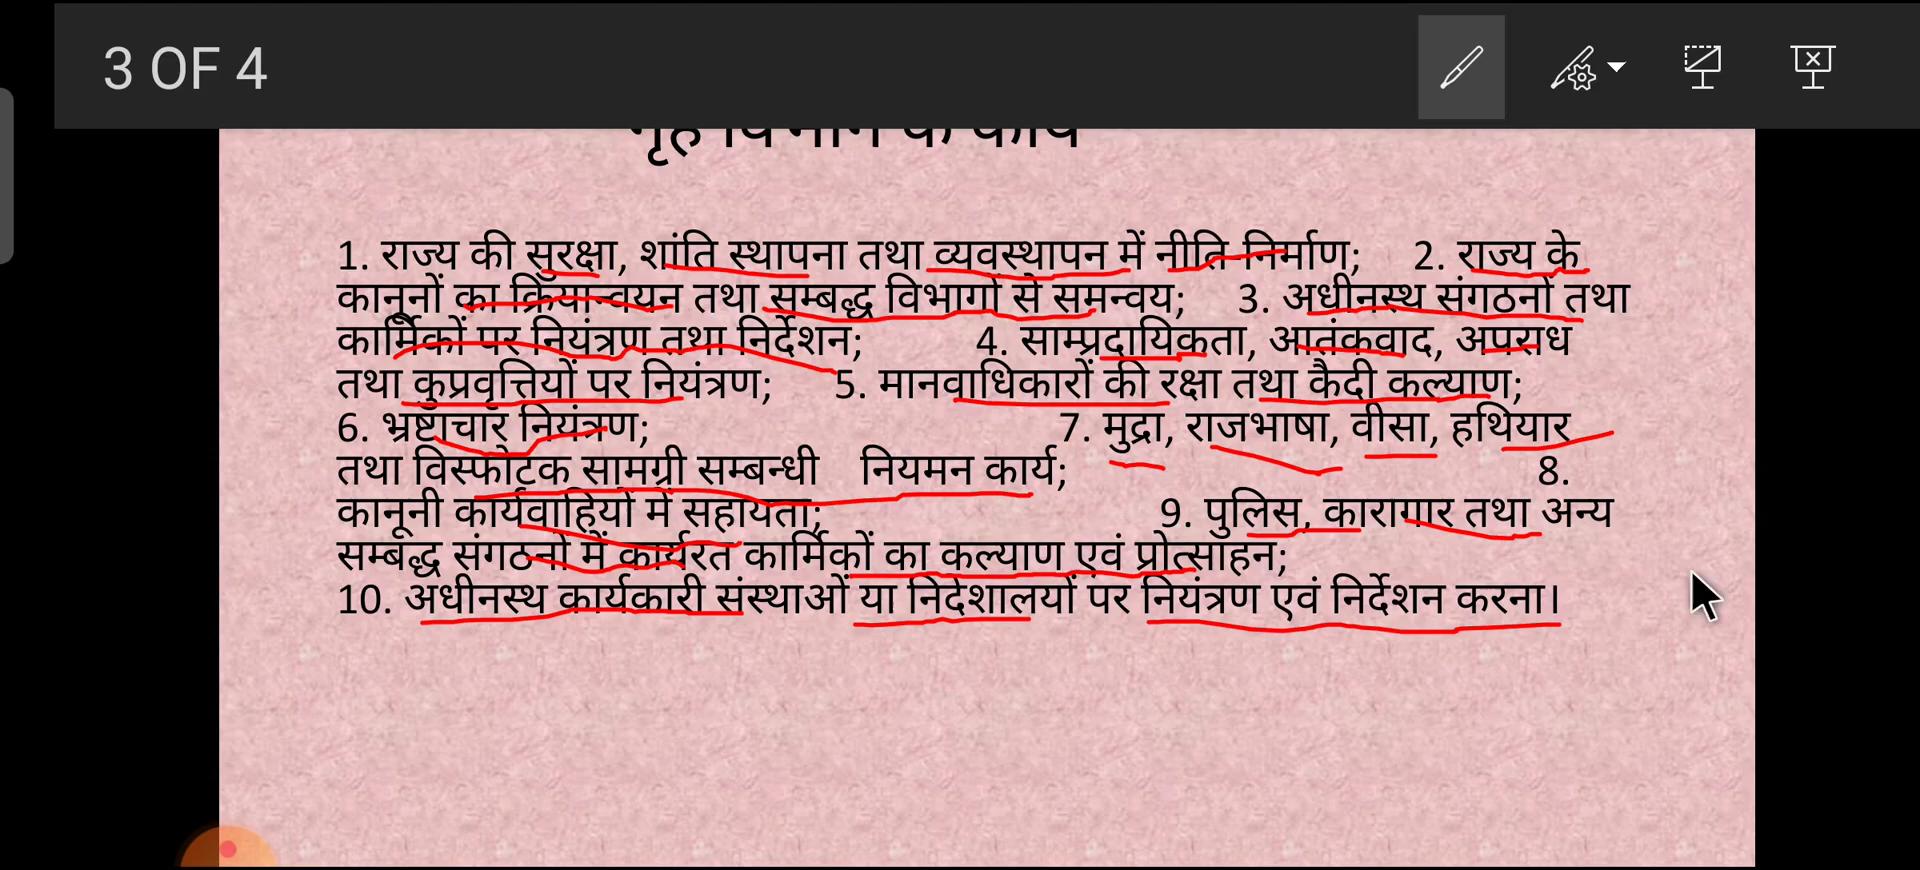 3 OF 4
गृह विभाग के कार्य
1. राज्य की सुरक्षा, शांति स्थापना तथा व्यवस्थापन में नीति निर्माण; 2. राज्य के
कानूनों का क्रियान्वयन तथा सम्बद्ध विभागों से समन्वय; 3. अधीनस्थ संगठनों तथा
कार्मिकों पर नियंत्रण तथा निर्देशन; 4. साम्प्रदायिकता, आतंकवाद, अपराध
तथा कुप्रवृत्तियों पर नियंत्रण; 5. मानवाधिकारों की रक्षा तथा कैदी कल्याण;
6. भ्रष्टाचार नियंत्रण; 7. मुद्रा, राजभाषा, वीसा, हथियार
तथा विस्फोटक सामग्री सम्बन्धी नियमन कार्य; 8.
कानूनी कार्यवाहियों में सहायता; 9. पुलिस, कारागार तथा अन्य
सम्बद्ध संगठनों में कार्यरत कार्मिकों का कल्याण एवं प्रोत्साहन;
10. अधीनस्थ कार्यकारी संस्थाओं या निदेशालयों पर नियंत्रण एवं निर्देशन करना।